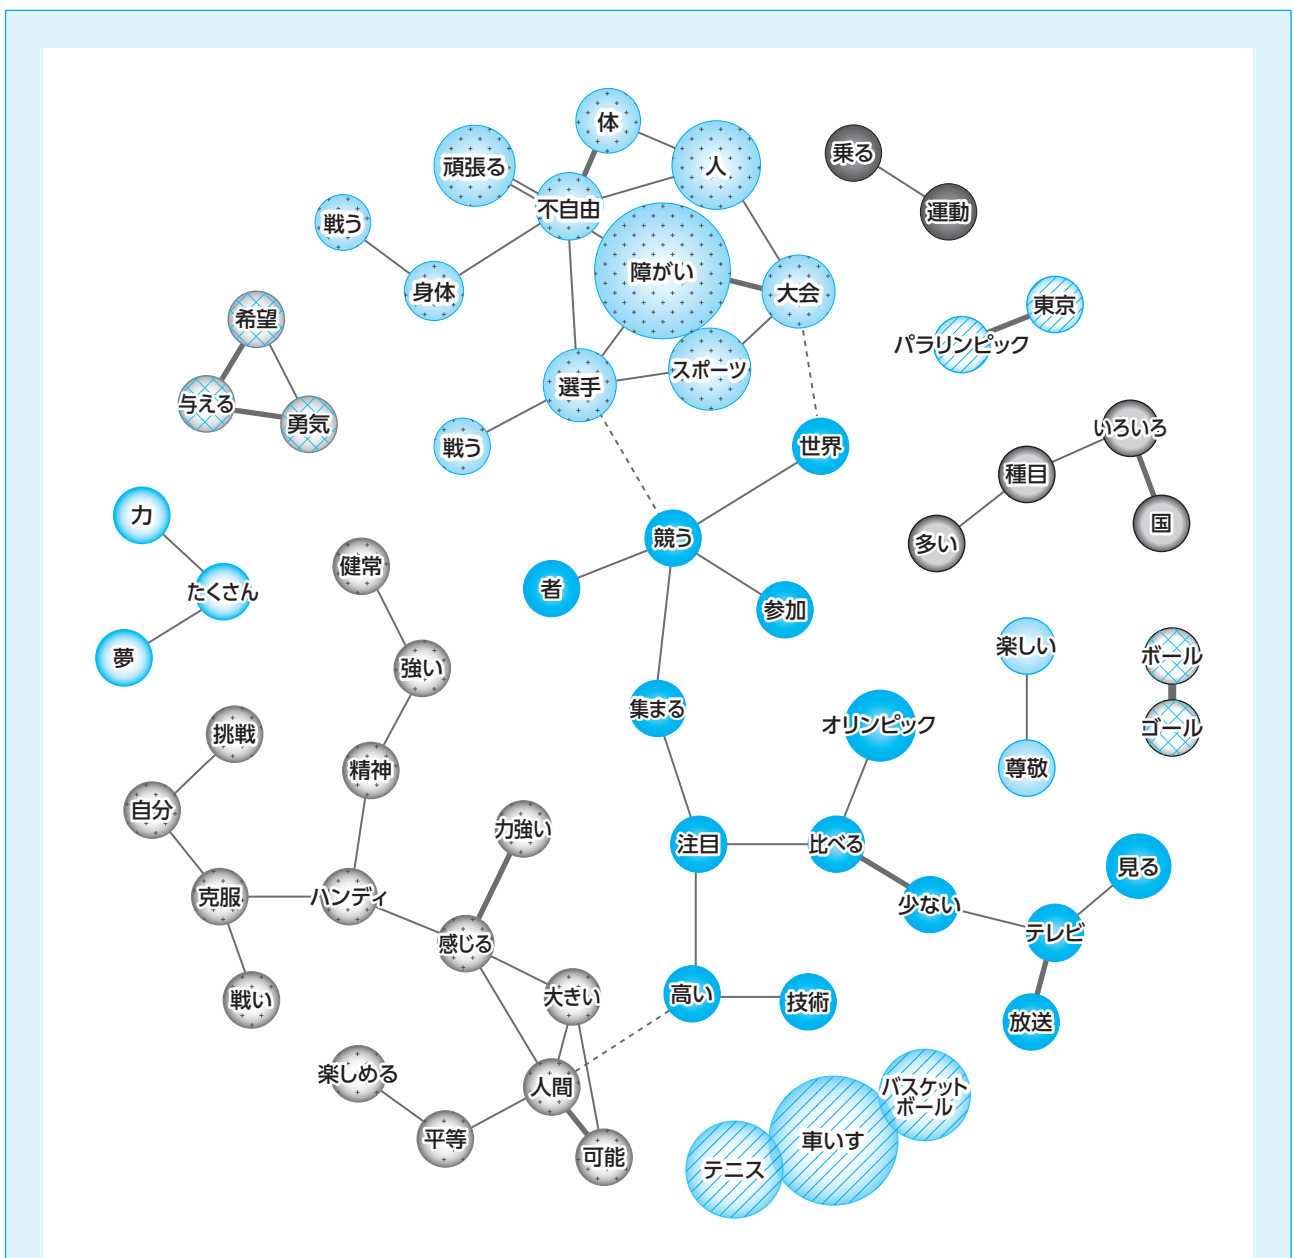 体
頑張る
人
不自由
戦う
身体
障がい
大会
選手
スポーツ
戦う
乗る
運動
東京
パラリンピック
希望
与える
勇気
世界
いろいろ
種目
国
多い
競う
者
参加
力
たくさん
夢
健常
強い
精神
挑戦
自分
克服
ハンディ
戦い
力強い
感じる
大きい
人間
楽しめる
平等
可能
集まる
オリンピック
注目
比べる
少ない
見る
テレビ
放送
高い
技術
楽しい
尊敬
ボール
ゴール
バスケット
ボール
車いす
テニス